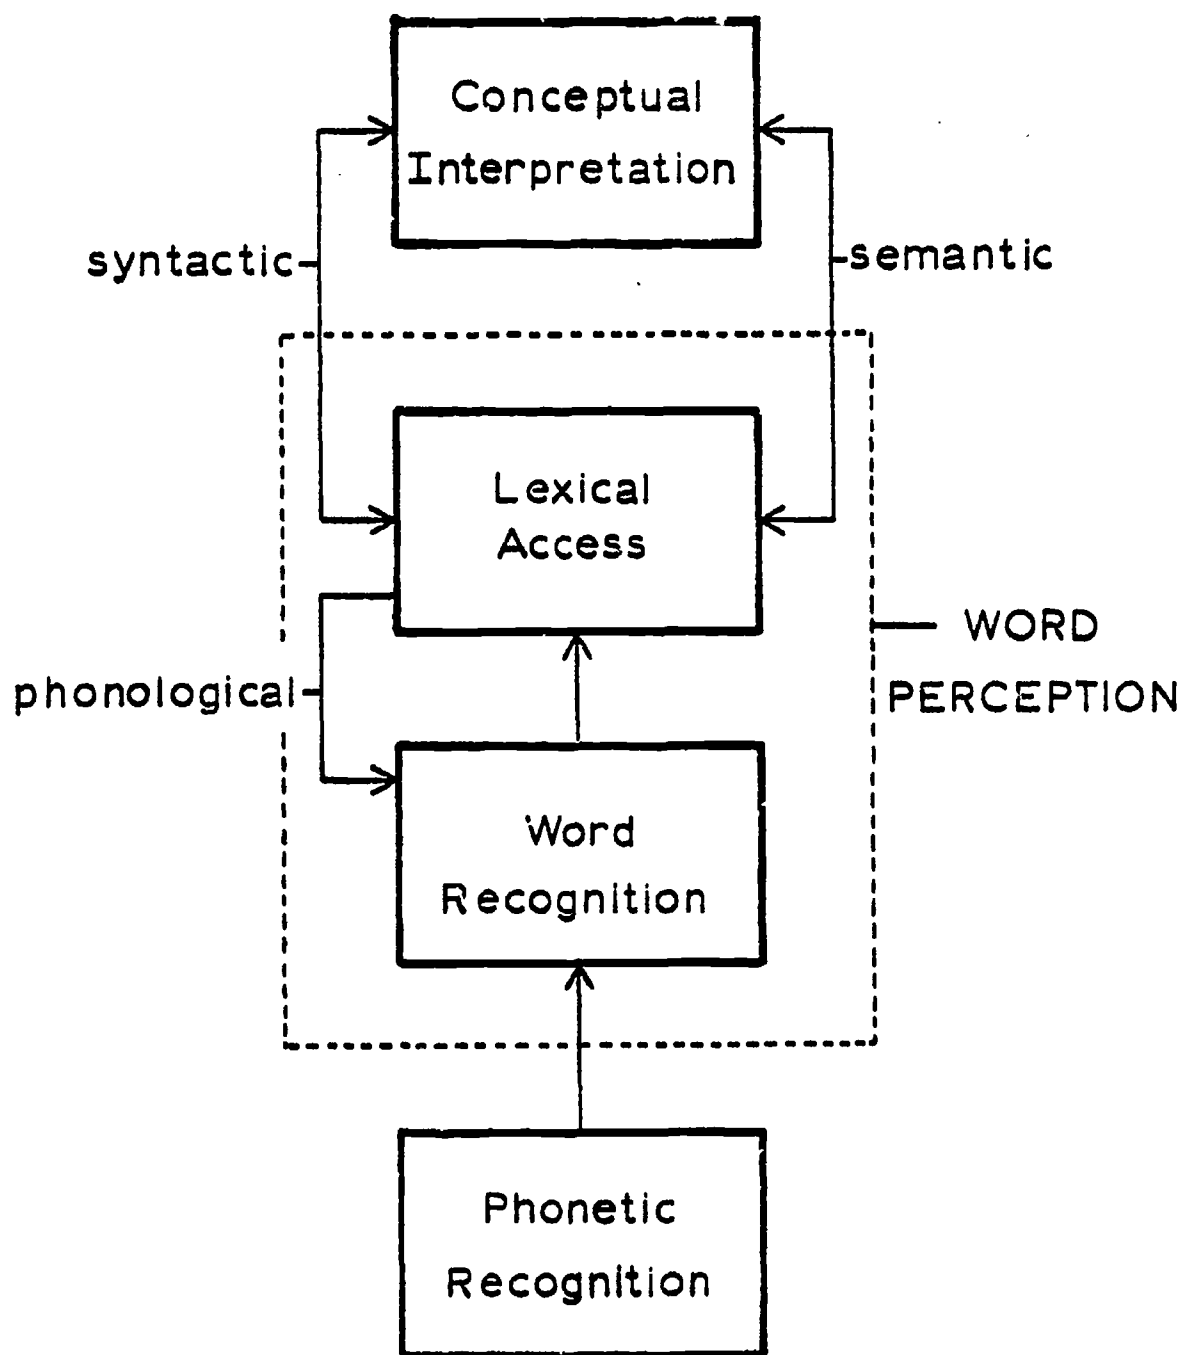 Conceptual
Interpretation
syntactic
semantic
Lexical
Access
WORD
PERCEPTION
phonological
Word
Recognition
Phonetic
Recognition